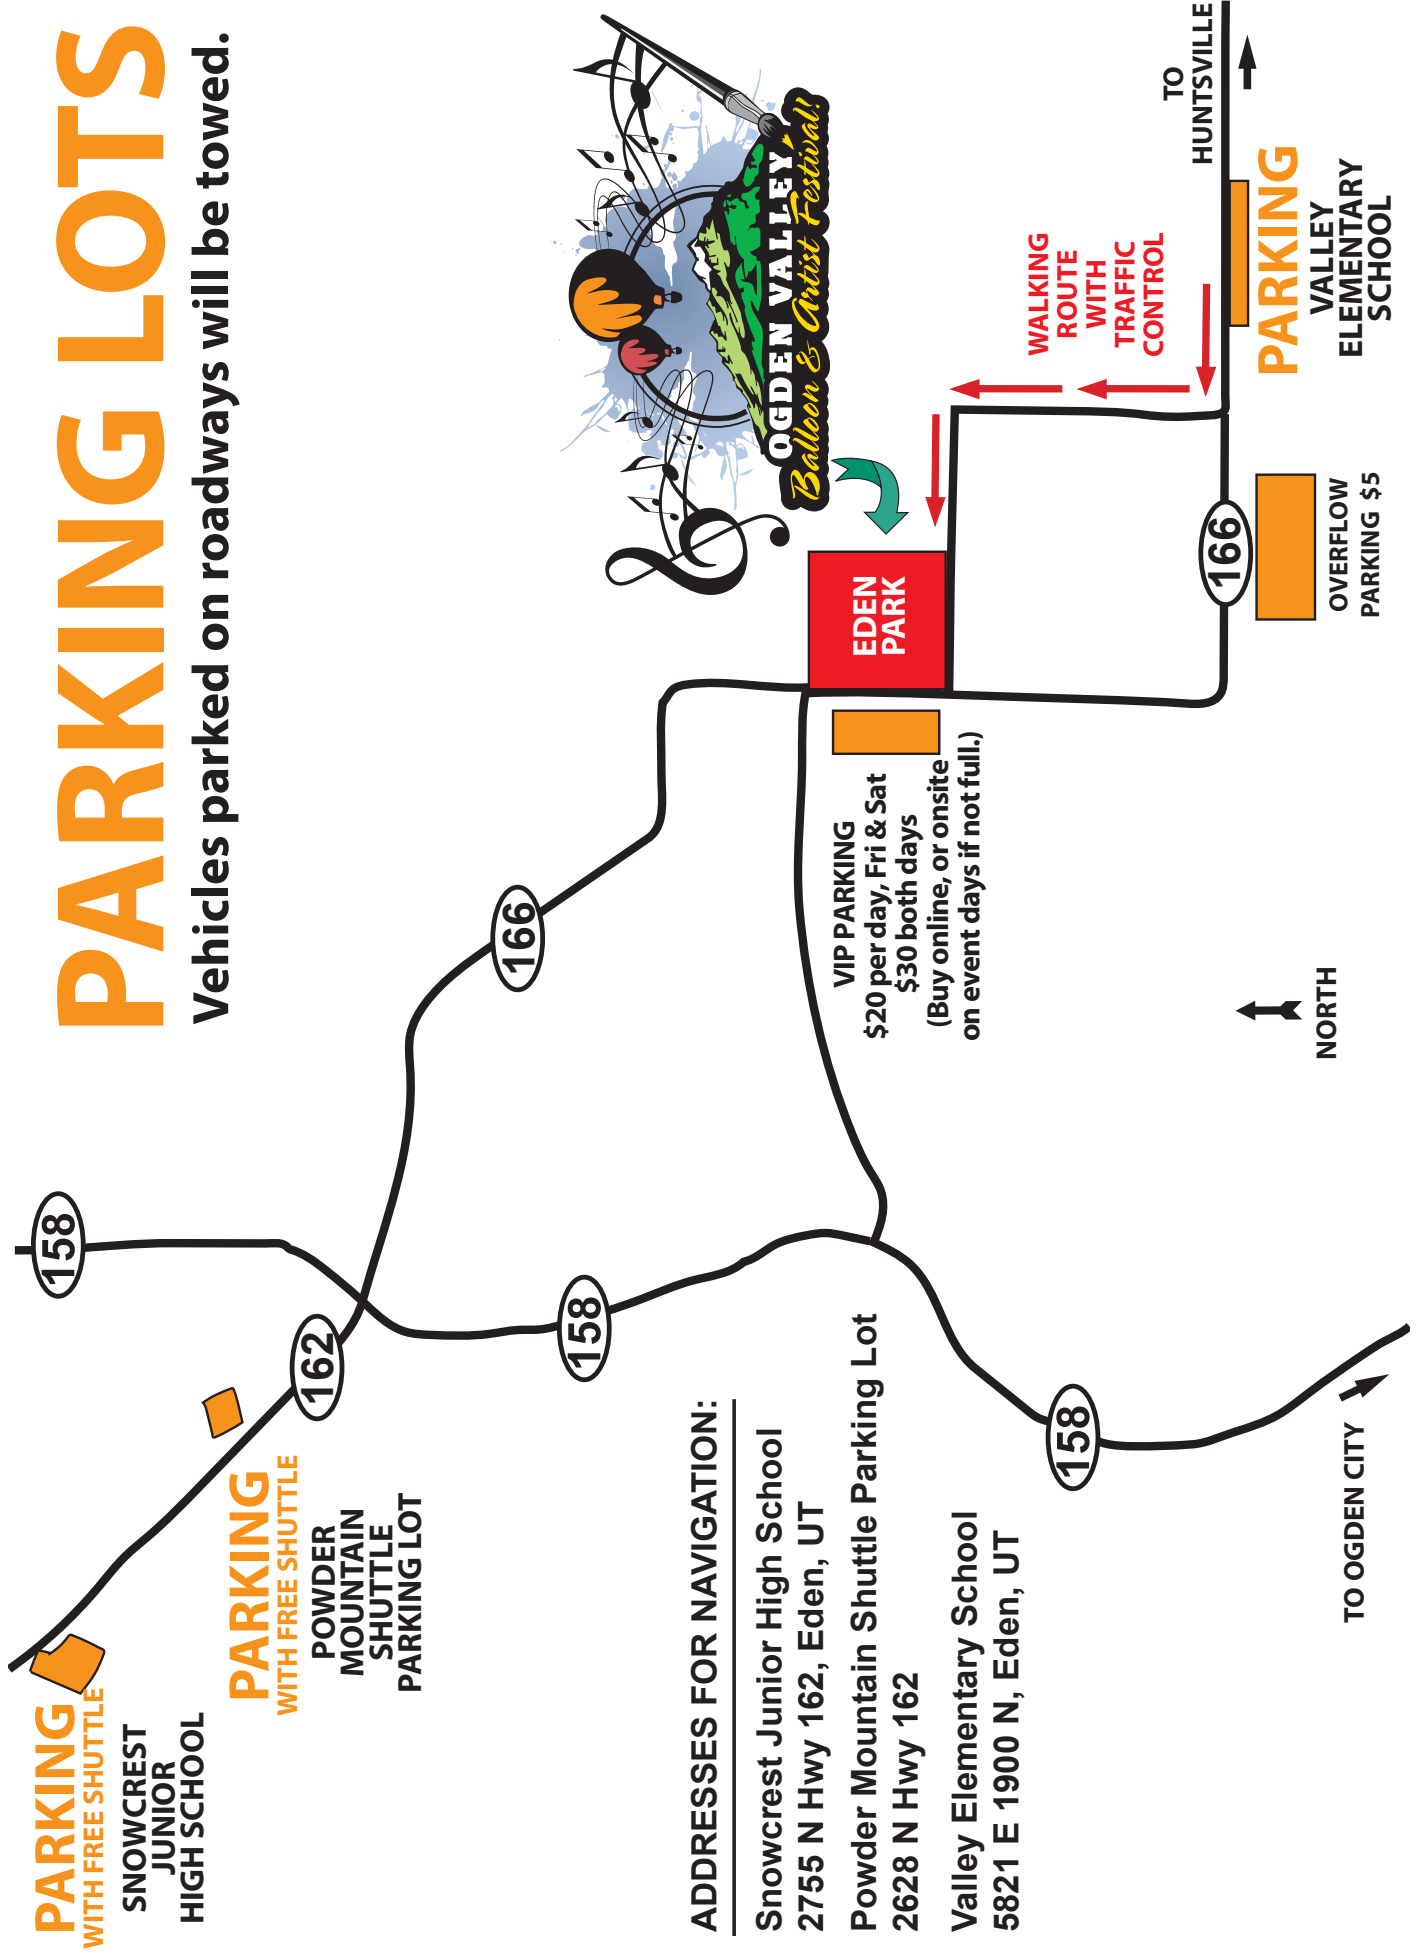 PARKING LOTS
Vehicles parked on roadways will be towed.
PARKING
WITH FREE SHUTTLE
SNOWCREST
JUNIOR
HIGH SCHOOL
158
162
PARKING
WITH FREE SHUTTLE
POWDER
MOUNTAIN
SHUTTLE
PARKING LOT
166
158
OGDEN VALLEY
Balloon & Artist Festival!
ADDRESSES FOR NAVIGATION:
Snowcrest Junior High School
2755 N Hwy 162, Eden, UT
Powder Mountain Shuttle Parking Lot
2628 N Hwy 162
Valley Elementary School
5821 E 1900 N, Eden, UT
EDEN
PARK
VIP PARKING
$20 per day, Fri & Sat
$30 both days
(Buy online, or onsite
on event days if not full.)
WALKING
ROUTE
WITH
TRAFFIC
CONTROL
TO
HUNTSVILLE
158
166
PARKING
VALLEY
ELEMENTARY
SCHOOL
OVERFLOW
PARKING $5
NORTH
TO OGDEN CITY